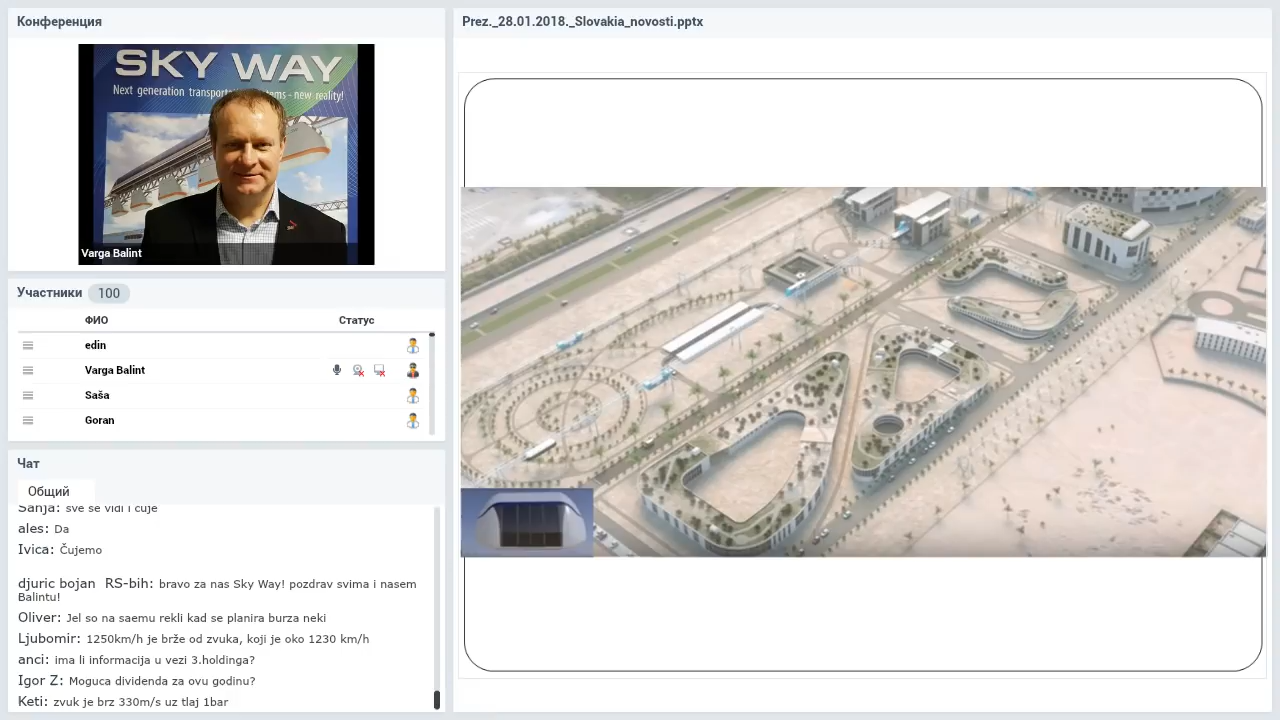 Конференция
SKY WAY
Next generation transportation systems - new reality!
Varga Balint
Участники 100
ФИО Статус
edin
Varga Balint
Saša
Goran
Чат
Общий
Sanja: sve se vidi i cuje
ales: Da
Ivica: Čujemo
djuric bojan RS-bih: bravo za nas Sky Way! pozdrav svima i nasem
Balintu!
Oliver: Jel so na saemu rekli kad se planira burza neki
Ljubomir: 1250km/h je brže od zvuka, koji je oko 1230 km/h
anci: ima li informacija u vezi 3.holdinga?
Igor Z: Moguca dividenda za ovu godinu?
Keti: zvuk je brz 330m/s uz tlaj 1bar
Prez._28.01.2018._Slovakia_novosti.pptx